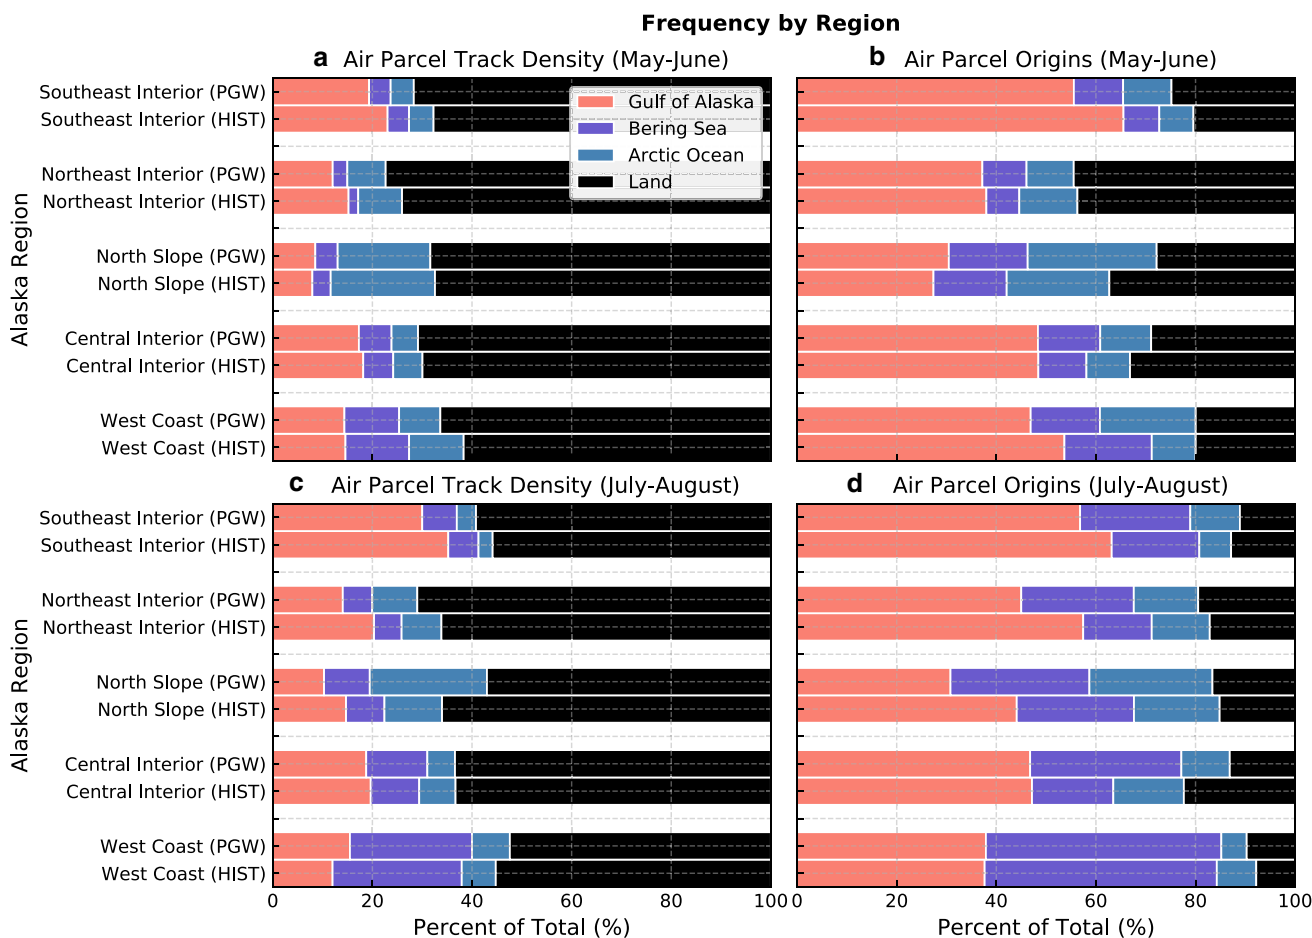 Frequency by Region
a Air Parcel Track Density (May-June)
b Air Parcel Origins (May-June)
Alaska Region
Southeast Interior (PGW)
Southeast Interior (HIST)
Northeast Interior (PGW)
Northeast Interior (HIST)
North Slope (PGW)
North Slope (HIST)
Central Interior (PGW)
Central Interior (HIST)
West Coast (PGW)
West Coast (HIST)
Gulf of Alaska
Bering Sea
Arctic Ocean
Land
c Air Parcel Track Density (July-August)
d Air Parcel Origins (July-August)
Alaska Region
Southeast Interior (PGW)
Southeast Interior (HIST)
Northeast Interior (PGW)
Northeast Interior (HIST)
North Slope (PGW)
North Slope (HIST)
Central Interior (PGW)
Central Interior (HIST)
West Coast (PGW)
West Coast (HIST)
0 20 40 60 80 100
0 20 40 60 80 100
Percent of Total (%)
Percent of Total (%)